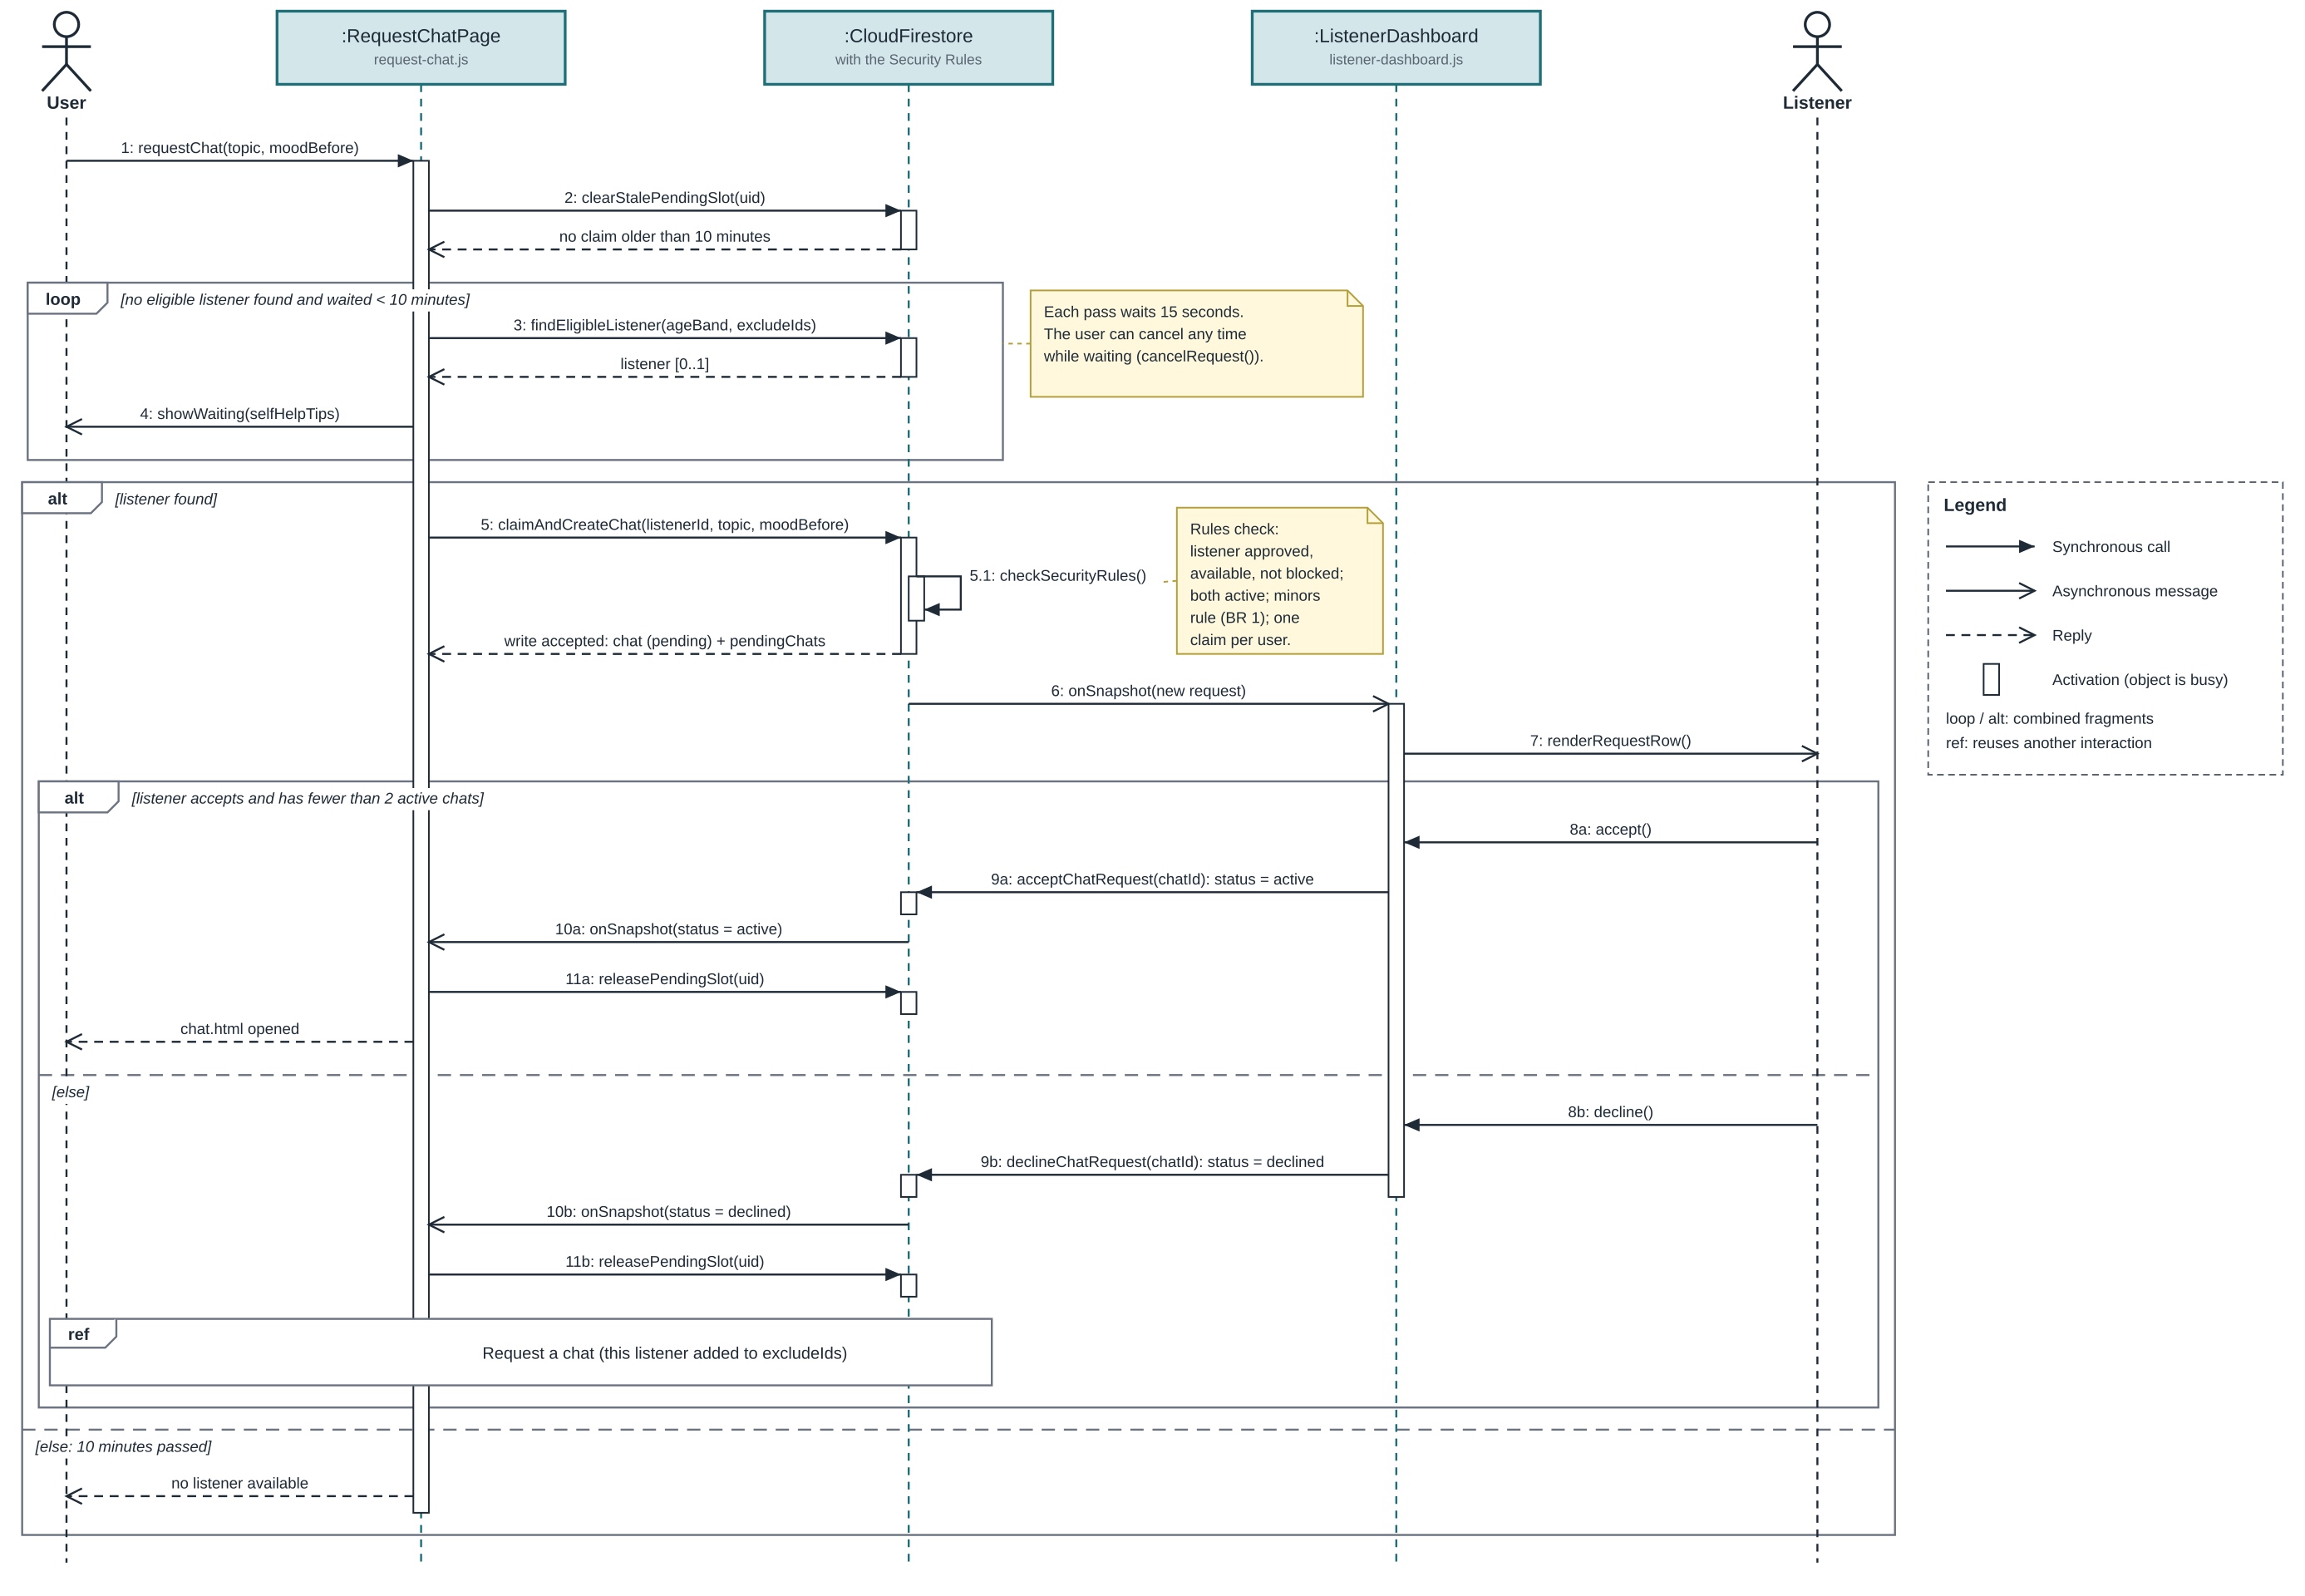 User
:RequestChatPage
request-chat.js
:CloudFirestore
with the Security Rules
:ListenerDashboard
listener-dashboard.js
Listener
1: requestChat(topic, moodBefore)
2: clearStalePendingSlot(uid)
no claim older than 10 minutes
loop
[no eligible listener found and waited < 10 minutes]
Each pass waits 15 seconds.
The user can cancel any time
while waiting (cancelRequest()).
3: findEligibleListener(ageBand, excludeIds)
listener [0..1]
4: showWaiting(selfHelpTips)
alt
[listener found]
5: claimAndCreateChat(listenerId, topic, moodBefore)
5.1: checkSecurityRules()
Rules check:
listener approved,
available, not blocked;
both active; minors
rule (BR 1); one
claim per user.
write accepted: chat (pending) + pendingChats
6: onSnapshot(new request)
7: renderRequestRow()
Legend
Synchronous call
Asynchronous message
Reply
Activation (object is busy)
loop / alt: combined fragments
ref: reuses another interaction
alt
[listener accepts and has fewer than 2 active chats]
8a: accept()
9a: acceptChatRequest(chatId): status = active
10a: onSnapshot(status = active)
11a: releasePendingSlot(uid)
chat.html opened
[else]
8b: decline()
9b: declineChatRequest(chatId): status = declined
10b: onSnapshot(status = declined)
11b: releasePendingSlot(uid)
ref
Request a chat (this listener added to excludeIds)
[else: 10 minutes passed]
no listener available